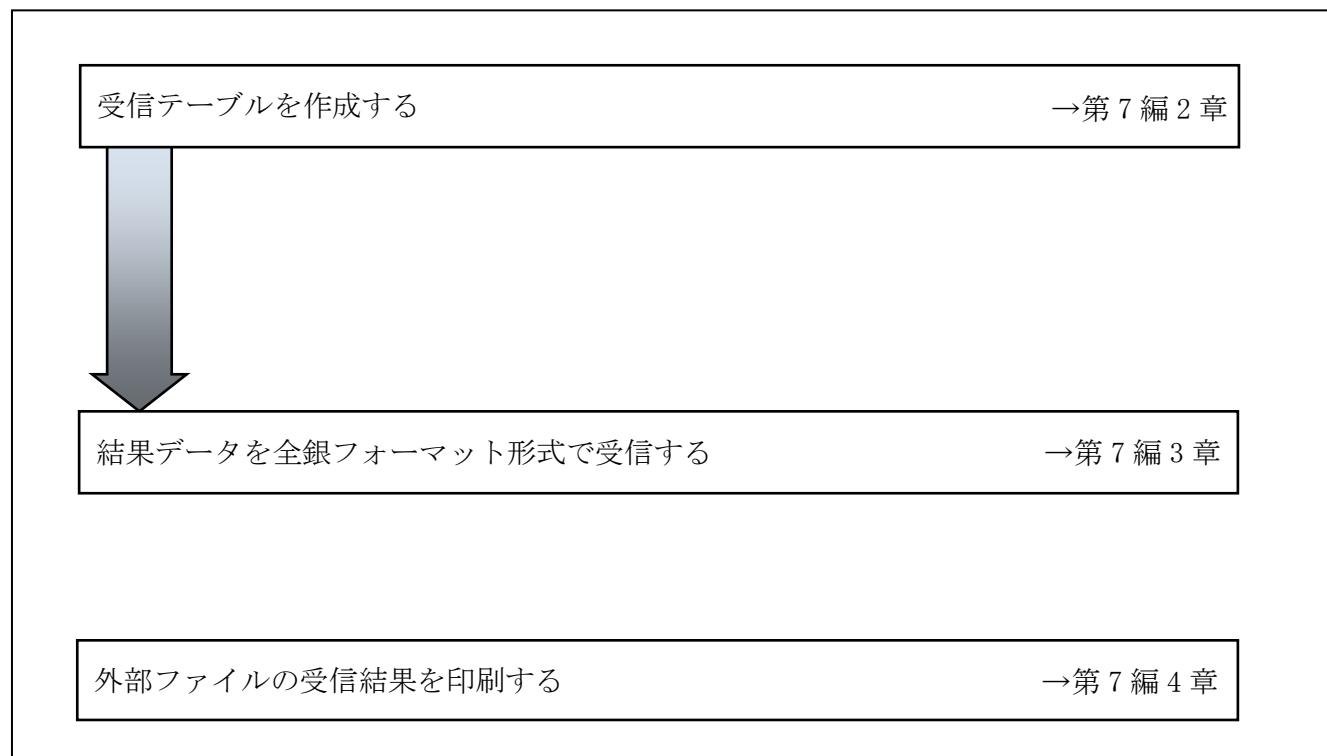 受信テーブルを作成する →第7編2章
結果データを全銀フォーマット形式で受信する →第7編3章
外部ファイルの受信結果を印刷する →第7編4章